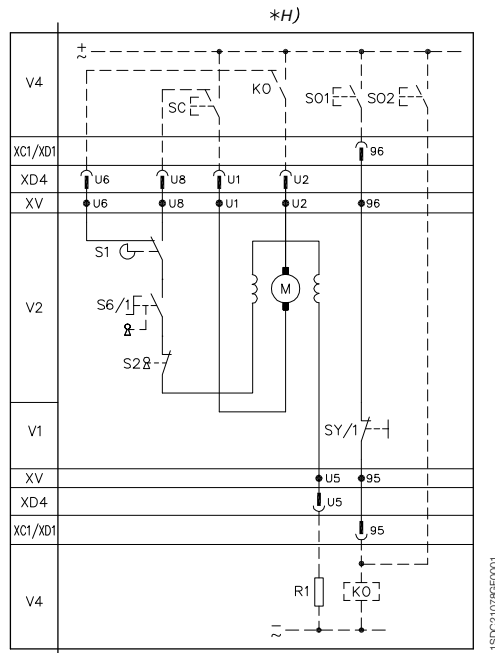 *H)
+
~
V4
SC
KO
SO1
SO2
XC1/XD1
96
XD4
U6
U8
U1
U2
XV
U6
U8
U1
U2
96
V2
S1
S6/1
M
S2
V1
SY/1
XV
U5
95
XD4
U5
XC1/XD1
95
V4
R1
KO
−
~